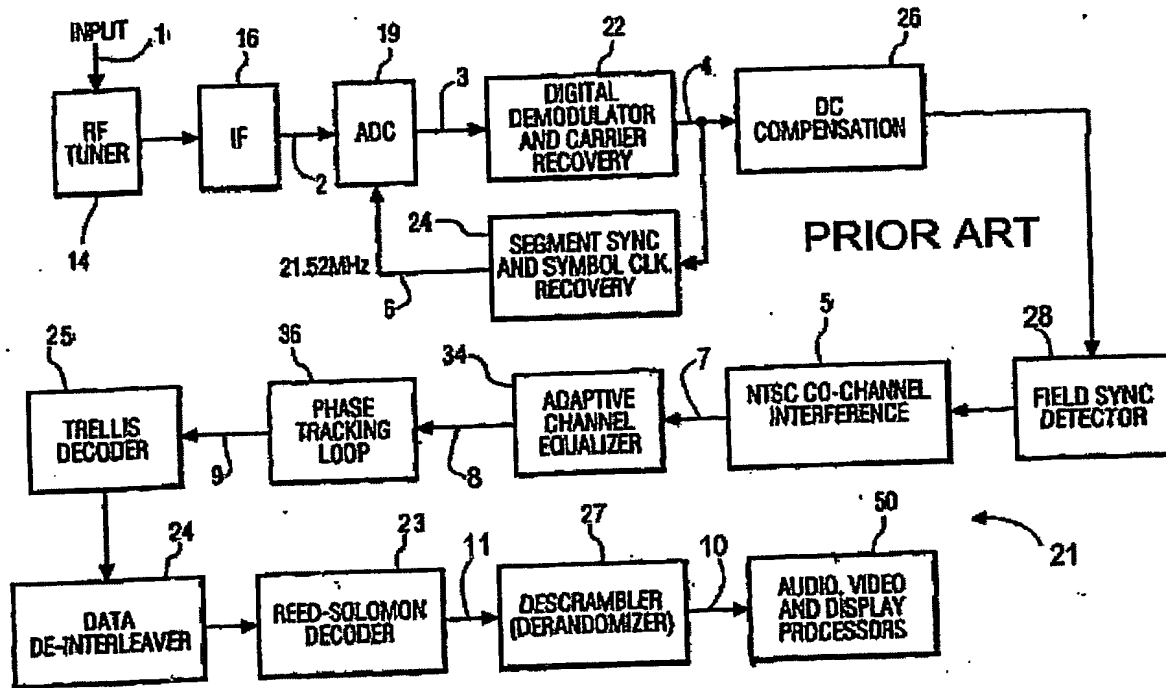 INPUT
1
16
19
22
26
RF
TUNER
IF
2
ADC
3
DIGITAL
DEMODULATOR
AND CARRIER
RECOVERY
4
DC
COMPENSATION
14
21.52MHz
6
24
SEGMENT SYNC
AND SYMBOL CLK.
RECOVERY
PRIOR ART
25
36
34
7
5
28
TRELLIS
DECODER
9
PHASE
TRACKING
LOOP
8
ADAPTIVE
CHANNEL
EQUALIZER
NTSC CO-CHANNEL
INTERFERENCE
FIELD SYNC
DETECTOR
24
23
11
27
10
50
21
DATA
DE-INTERLEAVER
REED-SOLOMON
DECODER
DESCRAMBLER
(DERANDOMIZER)
AUDIO, VIDEO
AND DISPLAY
PROCESSORS